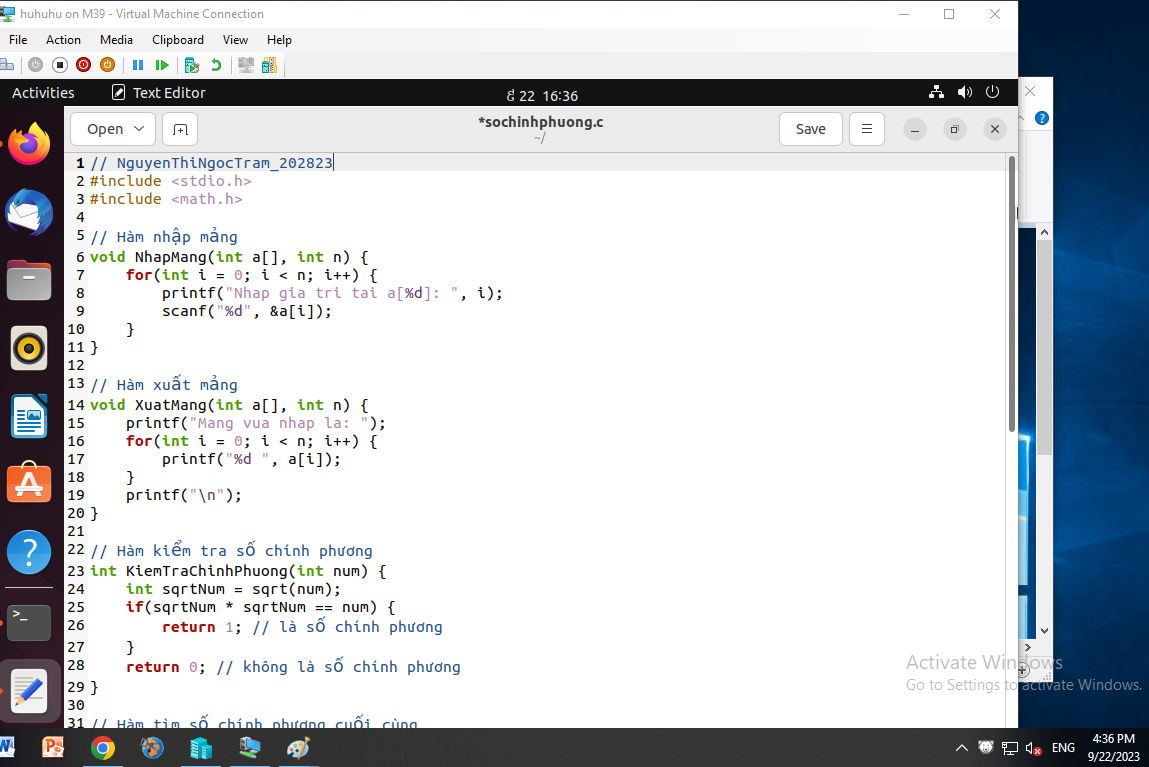 huhuhu on M39 - Virtual Machine Connection
File Action Media Clipboard View Help
Activities Text Editor 22 16:36
Open *sochinhphuong.c Save
~/
1 // NguyenThiNgocTram_202823
2 #include <stdio.h>
3 #include <math.h>
4
5 // Hàm nhập mảng
6 void NhapMang(int a[], int n) {
7 for(int i = 0; i < n; i++) {
8 printf("Nhap gia tri tai a[%d]: ", i);
9 scanf("%d", &a[i]);
10 }
11 }
12
13 // Hàm xuất mảng
14 void XuatMang(int a[], int n) {
15 printf("Mang vua nhap la: ");
16 for(int i = 0; i < n; i++) {
17 printf("%d ", a[i]);
18 }
19 printf("\n");
20 }
21
22 // Hàm kiểm tra số chính phương
23 int KiemTraChinhPhuong(int num) {
24 int sqrtNum = sqrt(num);
25 if(sqrtNum * sqrtNum == num) {
26 return 1; // là số chính phương
27 }
28 return 0; // không là số chính phương
29 }
30
31 // Hàm tìm số chính phương cuối cùng
Activate Windows
Go to Settings to activate Windows.
ENG
4:36 PM
9/22/2023